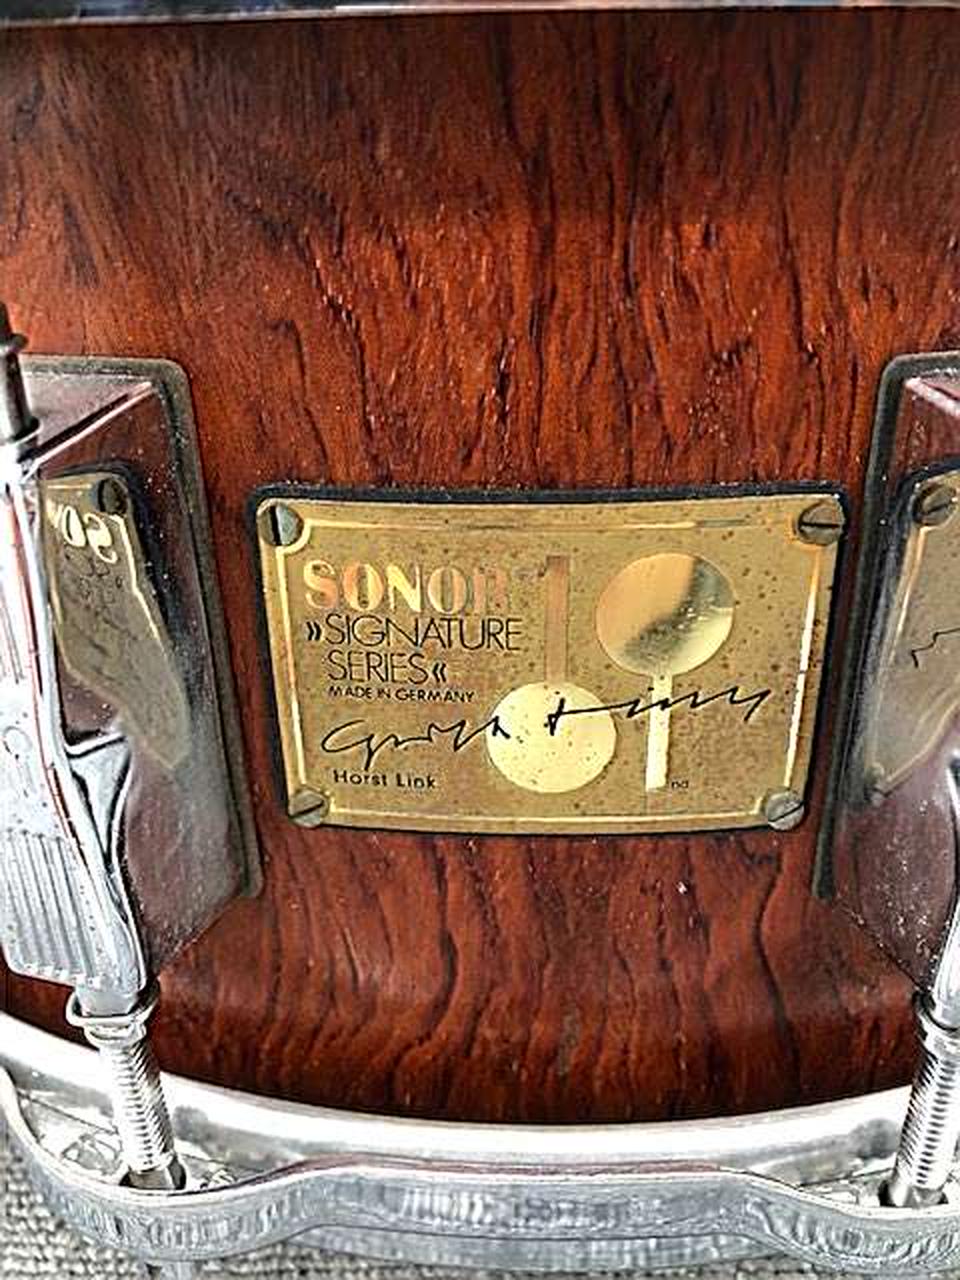 SONOR
»SIGNATURE
SERIES«
MADE IN GERMANY
Horst Link